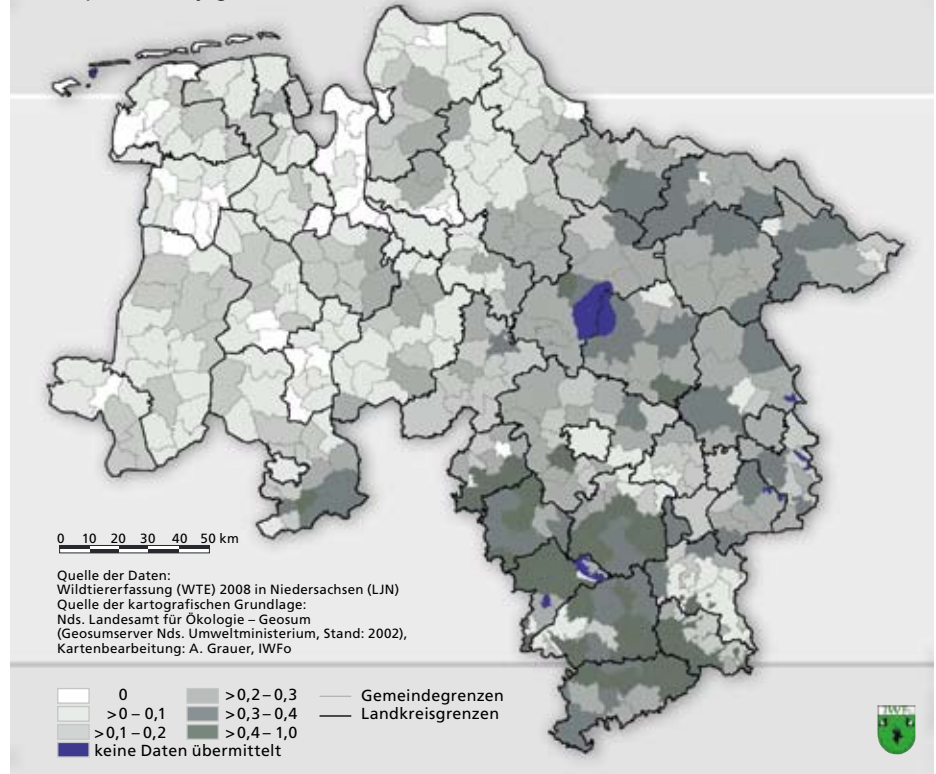 0 10 20 30 40 50 km
Quelle der Daten:
Wildtiererfassung (WTE) 2008 in Niedersachsen (LJN)
Quelle der kartografischen Grundlage:
Nds. Landesamt für Ökologie – Geosum
(Geosumserver Nds. Umweltministerium, Stand: 2002),
Kartenbearbeitung: A. Grauer, IWFo
0
>0 – 0,1
>0,1 – 0,2
>0,2 – 0,3
>0,3 – 0,4
>0,4 – 1,0
keine Daten übermittelt
Gemeindegrenzen
Landkreisgrenzen